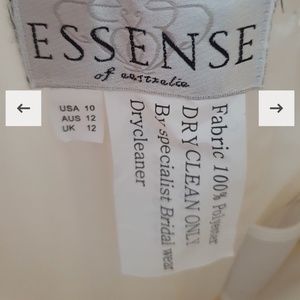 ESSENSE
of australia
USA 10
AUS 12
UK 12
Fabric 100% Polyester
DRYCLEAN ONLY
By specialist Bridal wear
Drycleaner